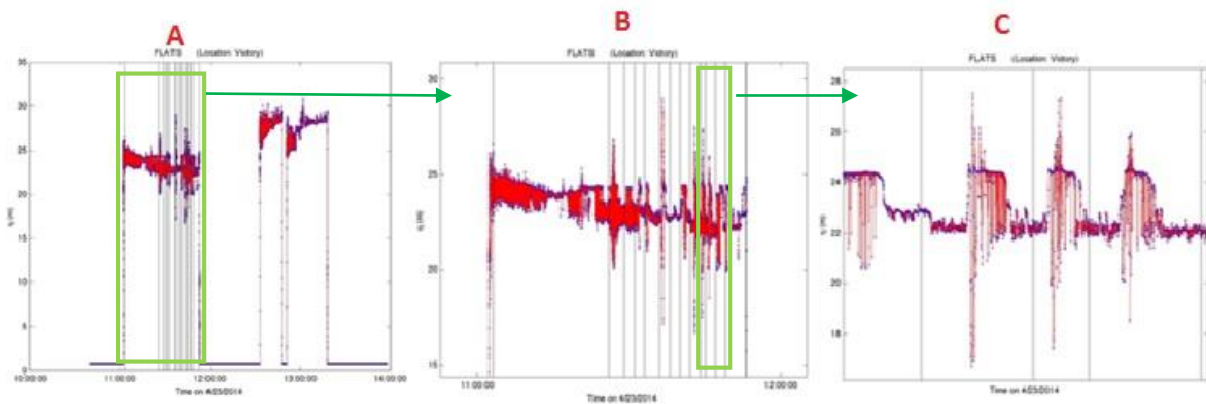 A
FLATS (Location: Victory)
35
30
25
20
15
10
5
0
10:00:00 11:00:00 12:00:00 13:00:00 14:00:00
Time on 4/23/2014
B
FLATS (Location: Victory)
30
25
20
15
11:00:00 12:00:00
Time on 4/23/2014
C
FLATS (Location: Victory)
28
26
24
22
20
18
Time on 4/23/2014